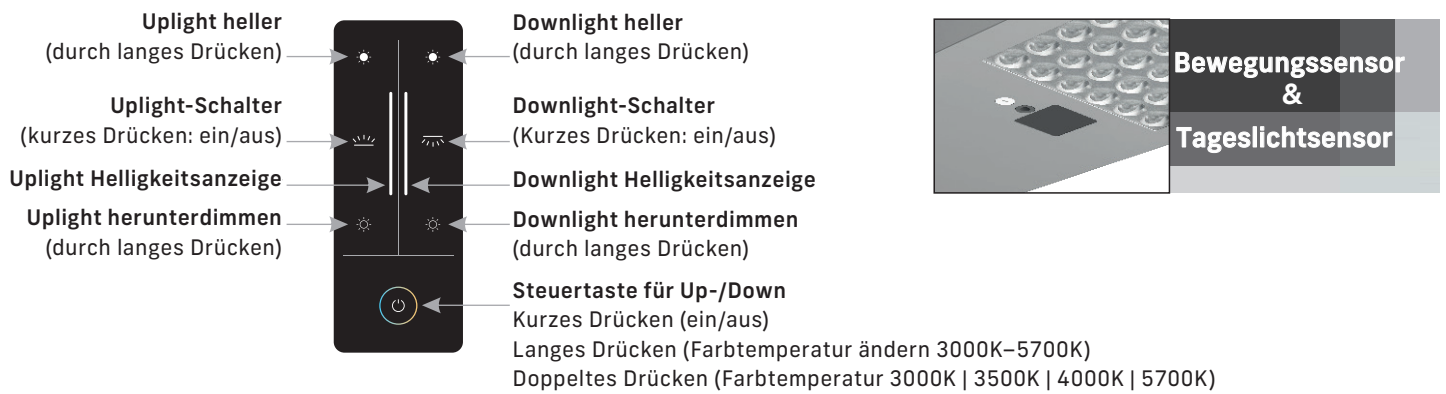 Uplight heller
(durch langes Drücken)
Uplight-Schalter
(kurzes Drücken: ein/aus)
Uplight Helligkeitsanzeige
Uplight herunterdimmen
(durch langes Drücken)
Downlight heller
(durch langes Drücken)
Downlight-Schalter
(Kurzes Drücken: ein/aus)
Downlight Helligkeitsanzeige
Downlight herunterdimmen
(durch langes Drücken)
Steuertaste für Up-/Down
Kurzes Drücken (ein/aus)
Langes Drücken (Farbtemperatur ändern 3000K–5700K)
Doppeltes Drücken (Farbtemperatur 3000K | 3500K | 4000K | 5700K)
Bewegungssensor
&
Tageslichtsensor